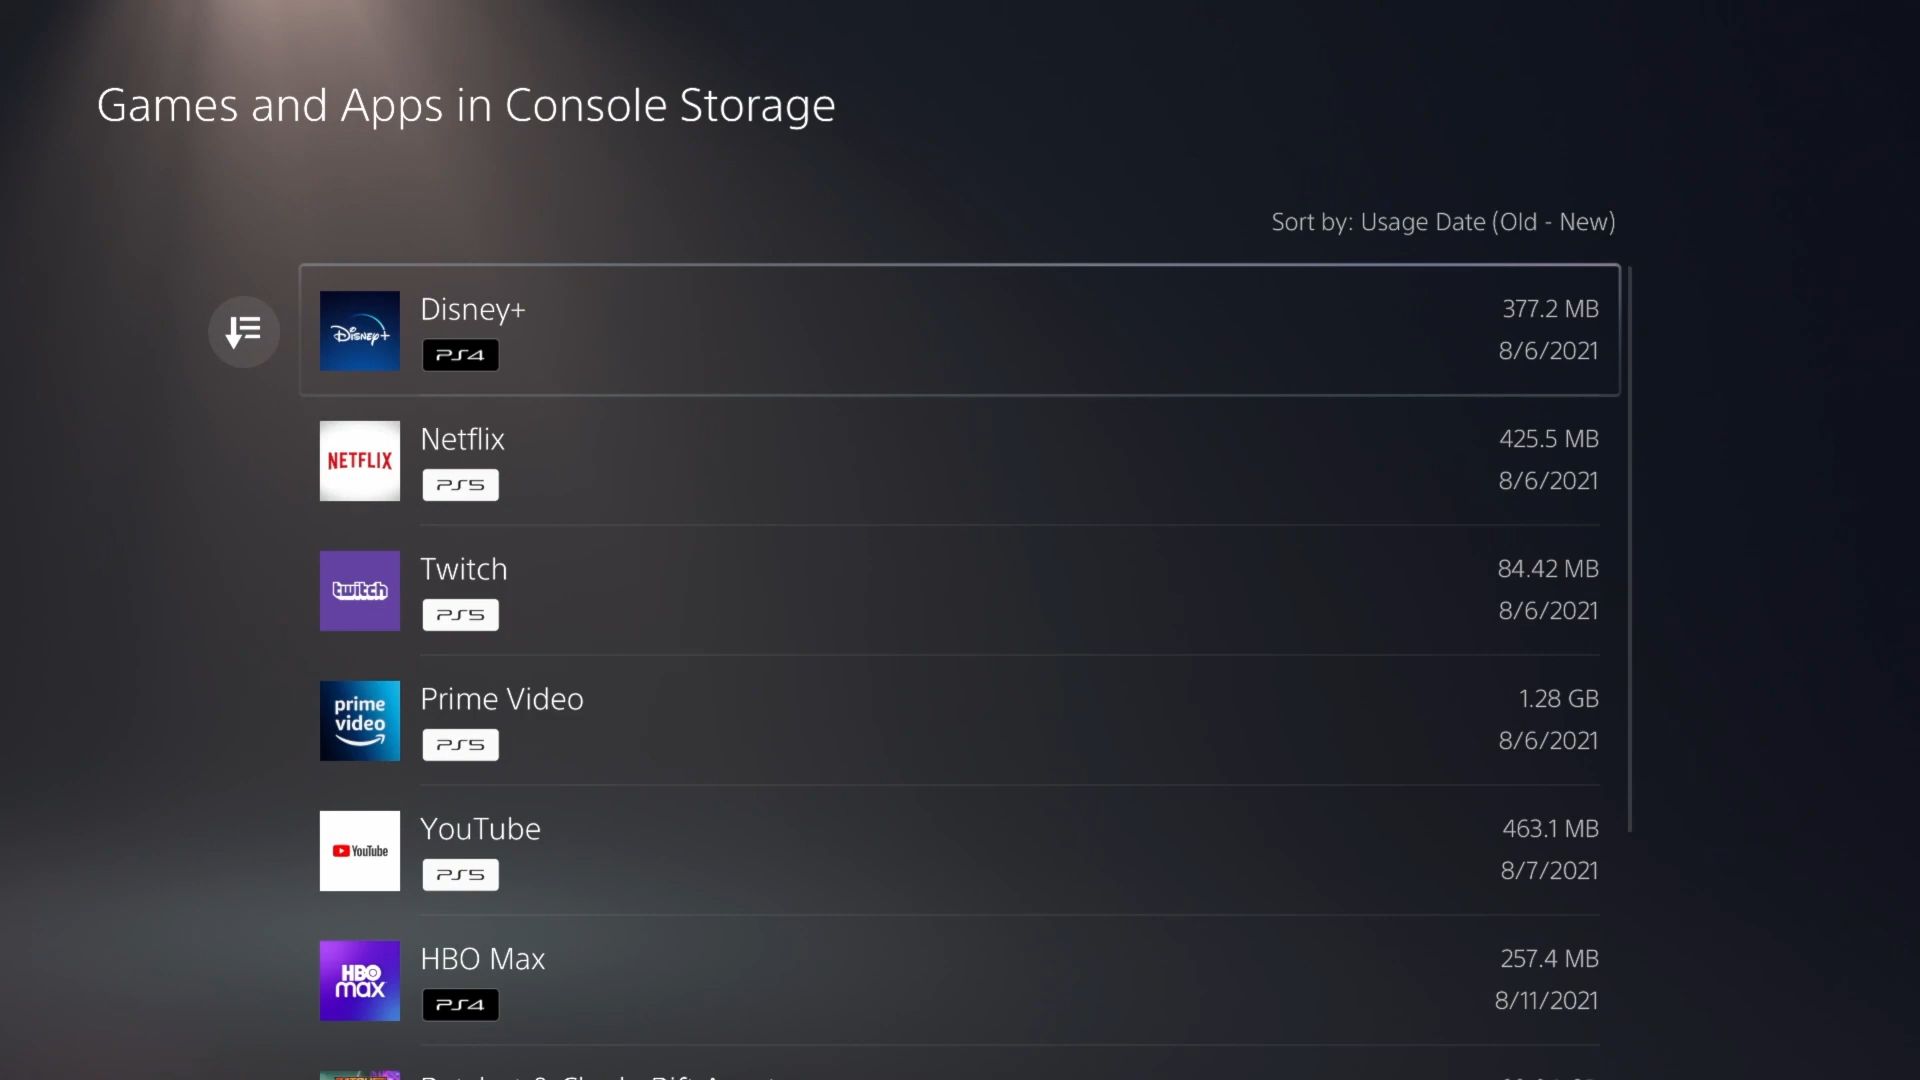 Games and Apps in Console Storage
Sort by: Usage Date (Old - New)
Disney+
Disney+ 377.2 MB
PS4 8/6/2021
NETFLIX
Netflix 425.5 MB
PS5 8/6/2021
twitch
Twitch 84.42 MB
PS5 8/6/2021
prime
video
Prime Video 1.28 GB
PS5 8/6/2021
YouTube
YouTube 463.1 MB
PS5 8/7/2021
HBO
max
HBO Max 257.4 MB
PS4 8/11/2021